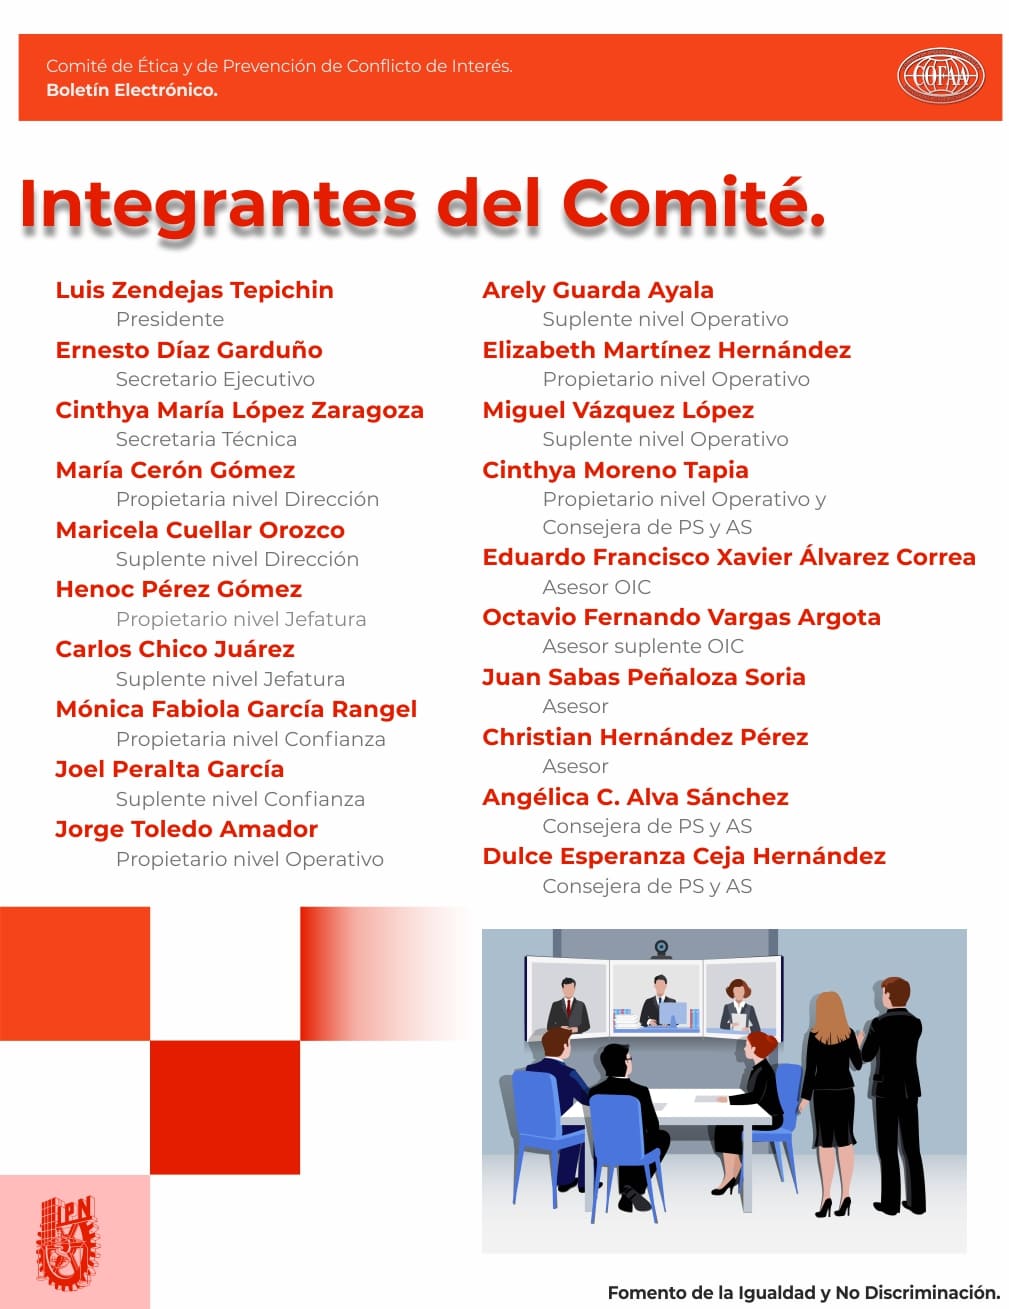 Comité de Ética y de Prevención de Conflicto de Interés.
Boletín Electrónico.
COFAA
Integrantes del Comité.
Luis Zendejas Tepichin
Presidente
Ernesto Díaz Garduño
Secretario Ejecutivo
Cinthya María López Zaragoza
Secretaria Técnica
María Cerón Gómez
Propietaria nivel Dirección
Maricela Cuellar Orozco
Suplente nivel Dirección
Henoc Pérez Gómez
Propietario nivel Jefatura
Carlos Chico Juárez
Suplente nivel Jefatura
Mónica Fabiola García Rangel
Propietaria nivel Confianza
Joel Peralta García
Suplente nivel Confianza
Jorge Toledo Amador
Propietario nivel Operativo
Arely Guarda Ayala
Suplente nivel Operativo
Elizabeth Martínez Hernández
Propietario nivel Operativo
Miguel Vázquez López
Suplente nivel Operativo
Cinthya Moreno Tapia
Propietario nivel Operativo y
Consejera de PS y AS
Eduardo Francisco Xavier Álvarez Correa
Asesor OIC
Octavio Fernando Vargas Argota
Asesor suplente OIC
Juan Sabas Peñaloza Soria
Asesor
Christian Hernández Pérez
Asesor
Angélica C. Alva Sánchez
Consejera de PS y AS
Dulce Esperanza Ceja Hernández
Consejera de PS y AS
I.P.N
Fomento de la Igualdad y No Discriminación.